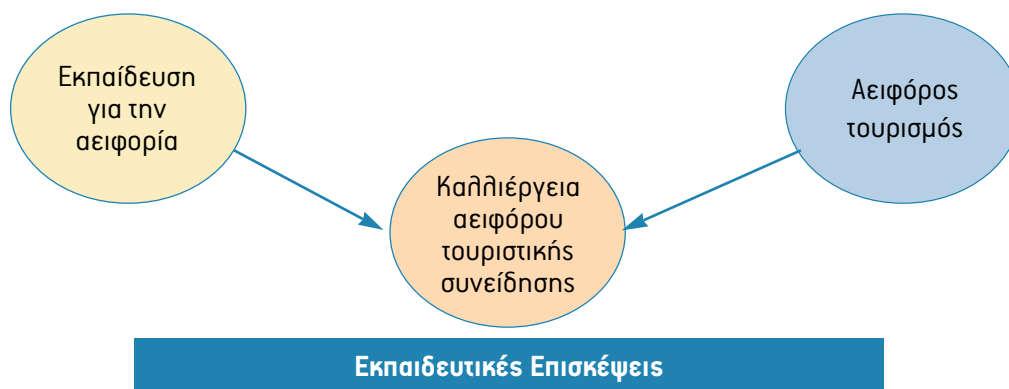 Εκπαίδευση
για την
αειφορία
Αειφόρος
τουρισμός
Καλλιέργεια
αειφόρου
τουριστικής
συνείδησης
Εκπαιδευτικές Επισκέψεις